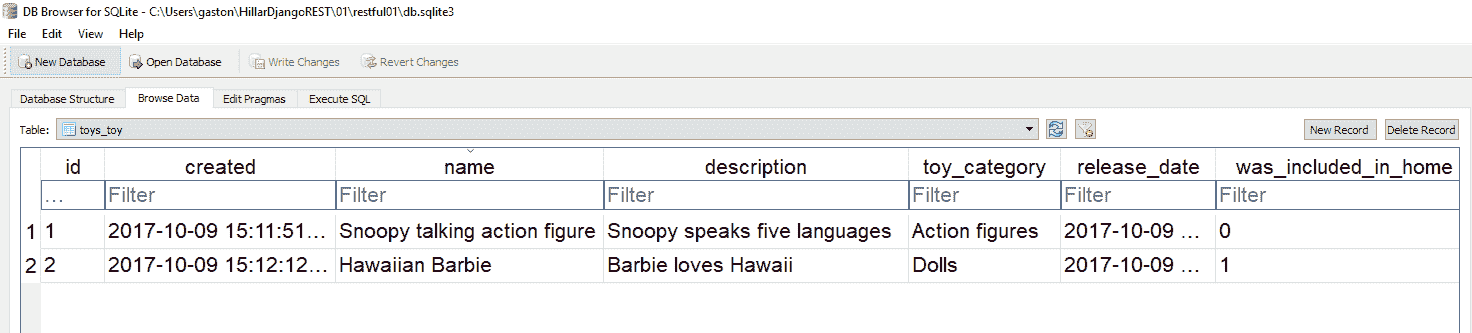 DB Browser for SQLite - C:\Users\gaston\HillarDjangoREST\01\restful01\db.sqlite3
File Edit View Help
New Database Open Database Write Changes Revert Changes
Database Structure Browse Data Edit Pragmas Execute SQL
Table: toys_toy New Record Delete Record
id created name description toy_category release_date was_included_in_home
... Filter Filter Filter Filter Filter Filter
1 1 2017-10-09 15:11:51... Snoopy talking action figure Snoopy speaks five languages Action figures 2017-10-09 ... 0
2 2 2017-10-09 15:12:12... Hawaiian Barbie Barbie loves Hawaii Dolls 2017-10-09 ... 1